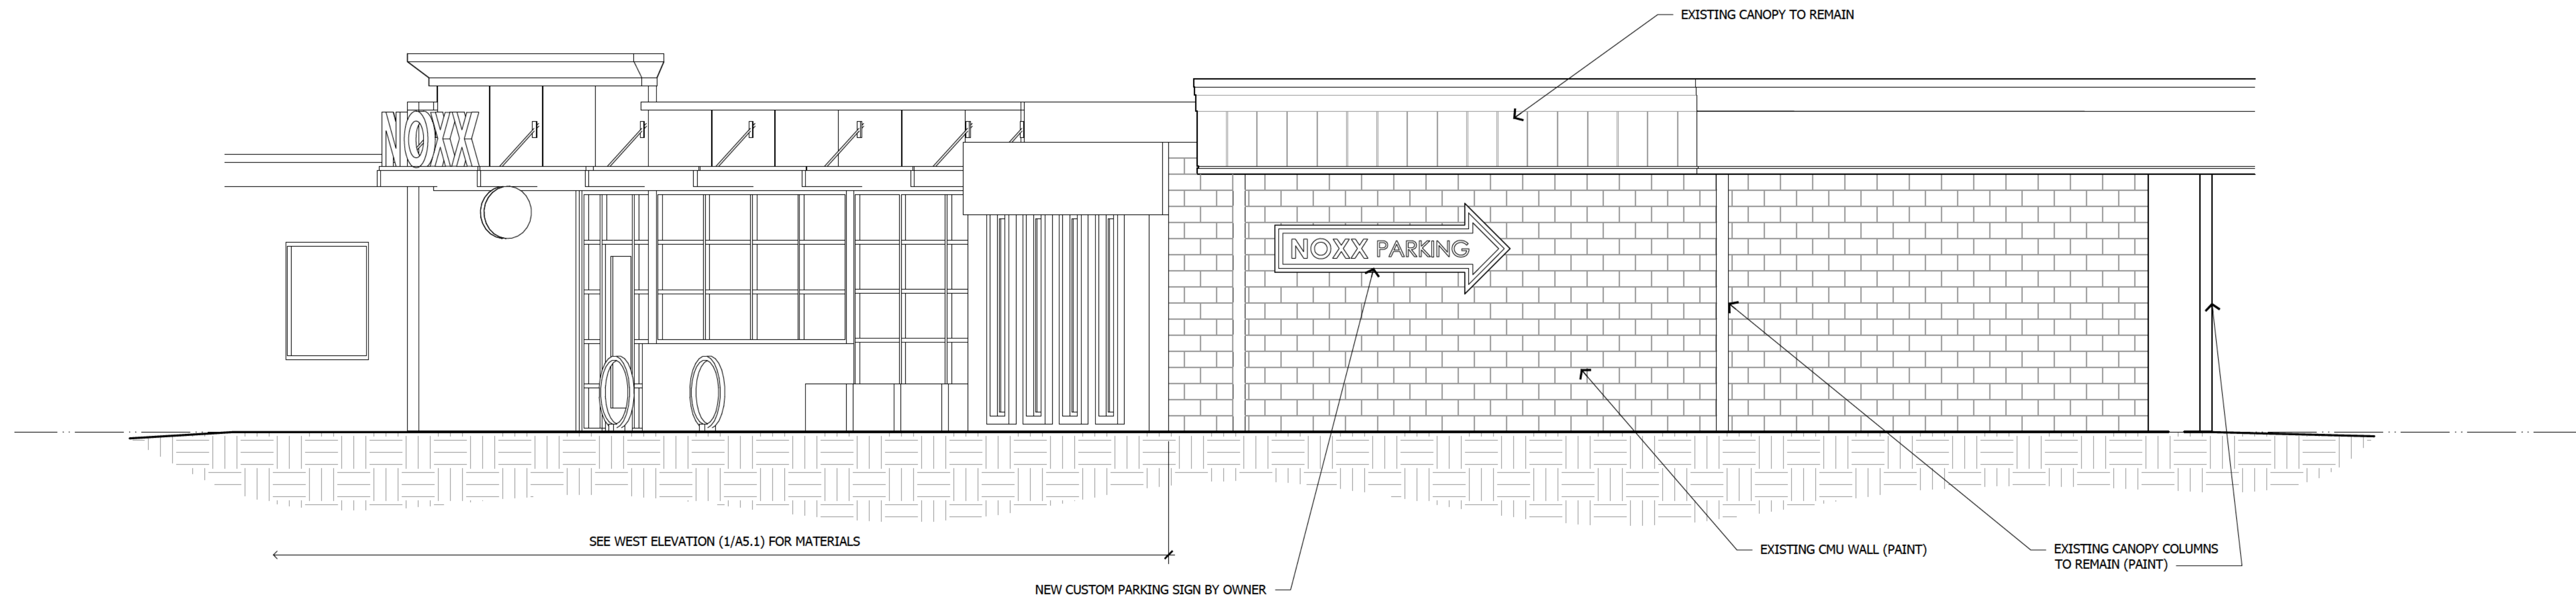 EXISTING CANOPY TO REMAIN
NOXX
NOXX PARKING
SEE WEST ELEVATION (1/A5.1) FOR MATERIALS
EXISTING CMU WALL (PAINT)
EXISTING CANOPY COLUMNS
TO REMAIN (PAINT)
NEW CUSTOM PARKING SIGN BY OWNER